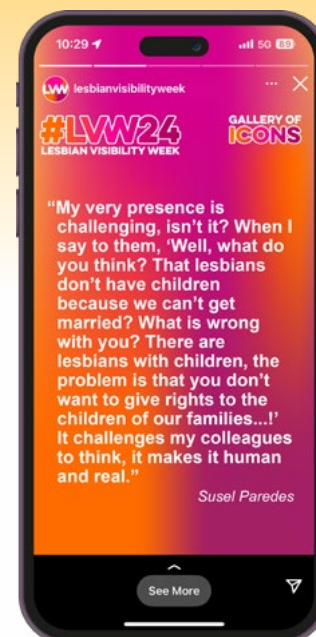 10:29
5G 89
LVW lesbianvisibilityweek
#LVW24
LESBIAN VISIBILITY WEEK
GALLERY OF
ICONS
“My very presence is
challenging, isn’t it? When I
say to them, ‘Well, what do
you think? That lesbians
don’t have children
because we can’t get
married? What is wrong
with you? There are
lesbians with children, the
problem is that you don’t
want to give rights to the
children of our families...!’
It challenges my colleagues
to think, it makes it human
and real.”
Susel Paredes
See More